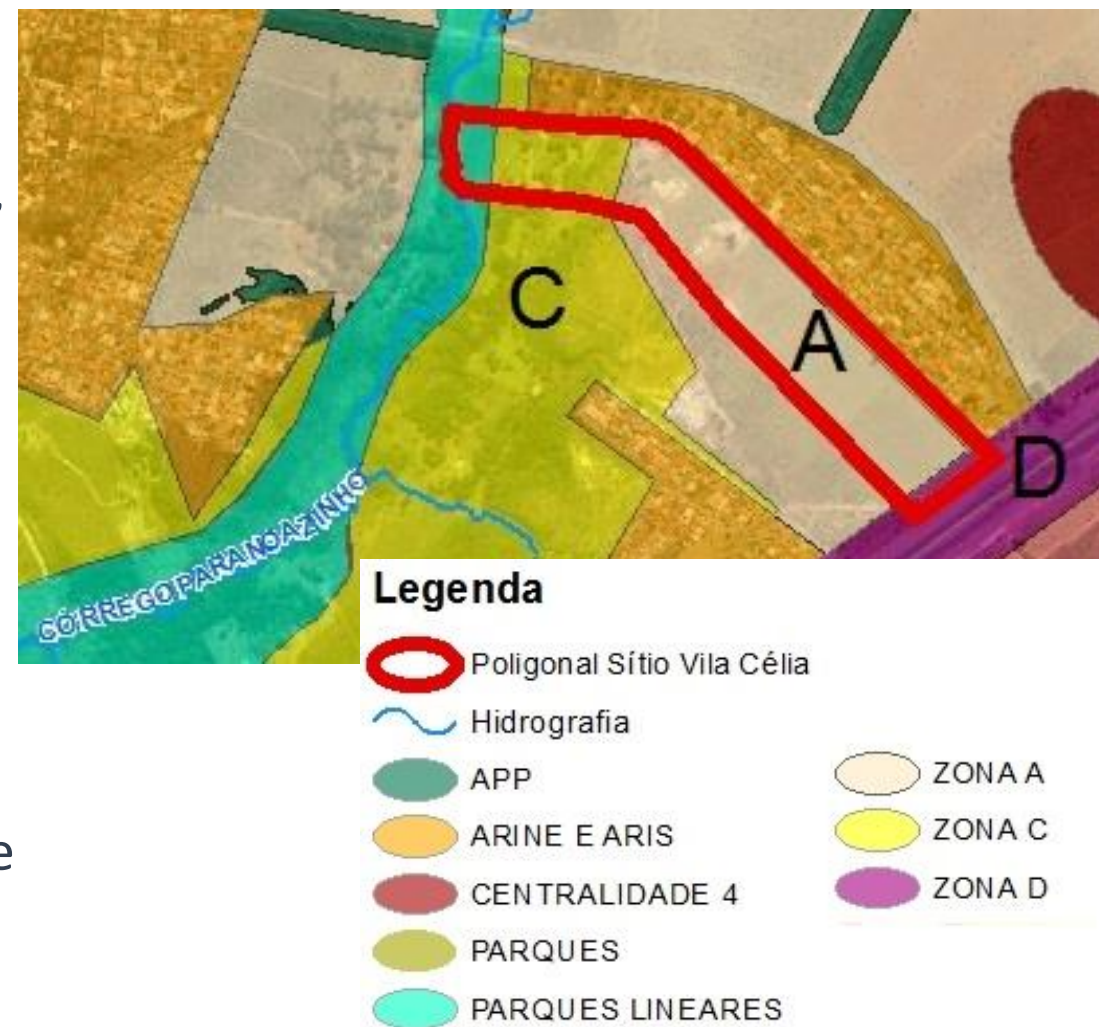 ,
C
A
D
CÓRREGO PARANOAZINHO
e
Legenda
Poligonal Sítio Vila Célia
Hidrografia
APP
ARINE E ARIS
CENTRALIDADE 4
PARQUES
PARQUES LINEARES
ZONA A
ZONA C
ZONA D